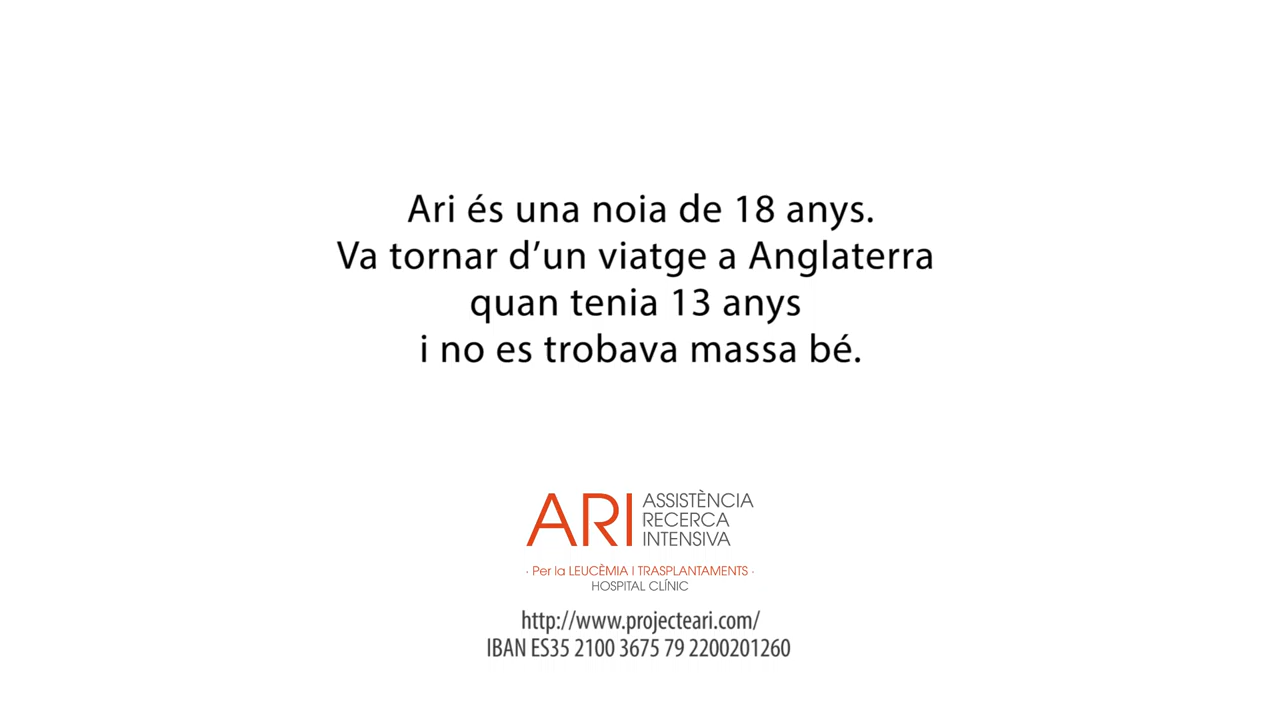 Ari és una noia de 18 anys.
Va tornar d’un viatge a Anglaterra
quan tenia 13 anys
i no es trobava massa bé.
ARI ASSISTÈNCIA
RECERCA
INTENSIVA
· Per la LEUCÈMIA I TRASPLANTAMENTS ·
HOSPITAL CLÍNIC
http://www.projecteari.com/
IBAN ES35 2100 3675 79 2200201260